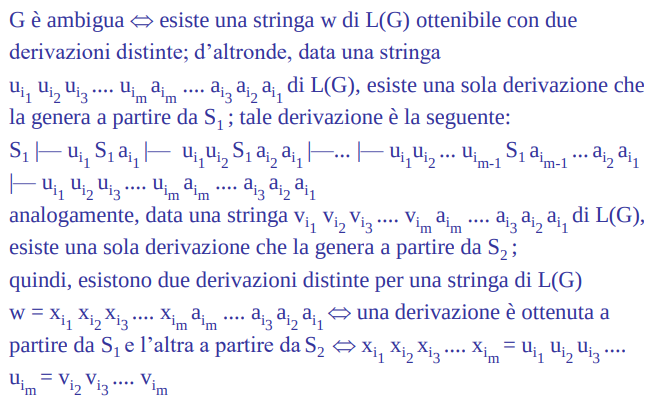 G è ambigua ⇔ esiste una stringa w di L(G) ottenibile con due
derivazioni distinte; d’altronde, data una stringa
u_{i_1} u_{i_2} u_{i_3} .... u_{i_m} a_{i_m} .... a_{i_3} a_{i_2} a_{i_1} di L(G), esiste una sola derivazione che
la genera a partire da S_1 ; tale derivazione è la seguente:
S_1 |— u_{i_1} S_1 a_{i_1} |— u_{i_1} u_{i_2} S_1 a_{i_2} a_{i_1} |—... |— u_{i_1} u_{i_2} ... u_{i_{m-1}} S_1 a_{i_{m-1}} ... a_{i_2} a_{i_1}
|— u_{i_1} u_{i_2} u_{i_3} .... u_{i_m} a_{i_m} .... a_{i_3} a_{i_2} a_{i_1}
analogamente, data una stringa v_{i_1} v_{i_2} v_{i_3} .... v_{i_m} a_{i_m} .... a_{i_3} a_{i_2} a_{i_1} di L(G),
esiste una sola derivazione che la genera a partire da S_2 ;
quindi, esistono due derivazioni distinte per una stringa di L(G)
w = x_{i_1} x_{i_2} x_{i_3} .... x_{i_m} a_{i_m} .... a_{i_3} a_{i_2} a_{i_1} ⇔ una derivazione è ottenuta a
partire da S_1 e l’altra a partire da S_2 ⇔ x_{i_1} x_{i_2} x_{i_3} .... x_{i_m} = u_{i_1} u_{i_2} u_{i_3} ....
u_{i_m} = v_{i_2} v_{i_3} .... v_{i_m}